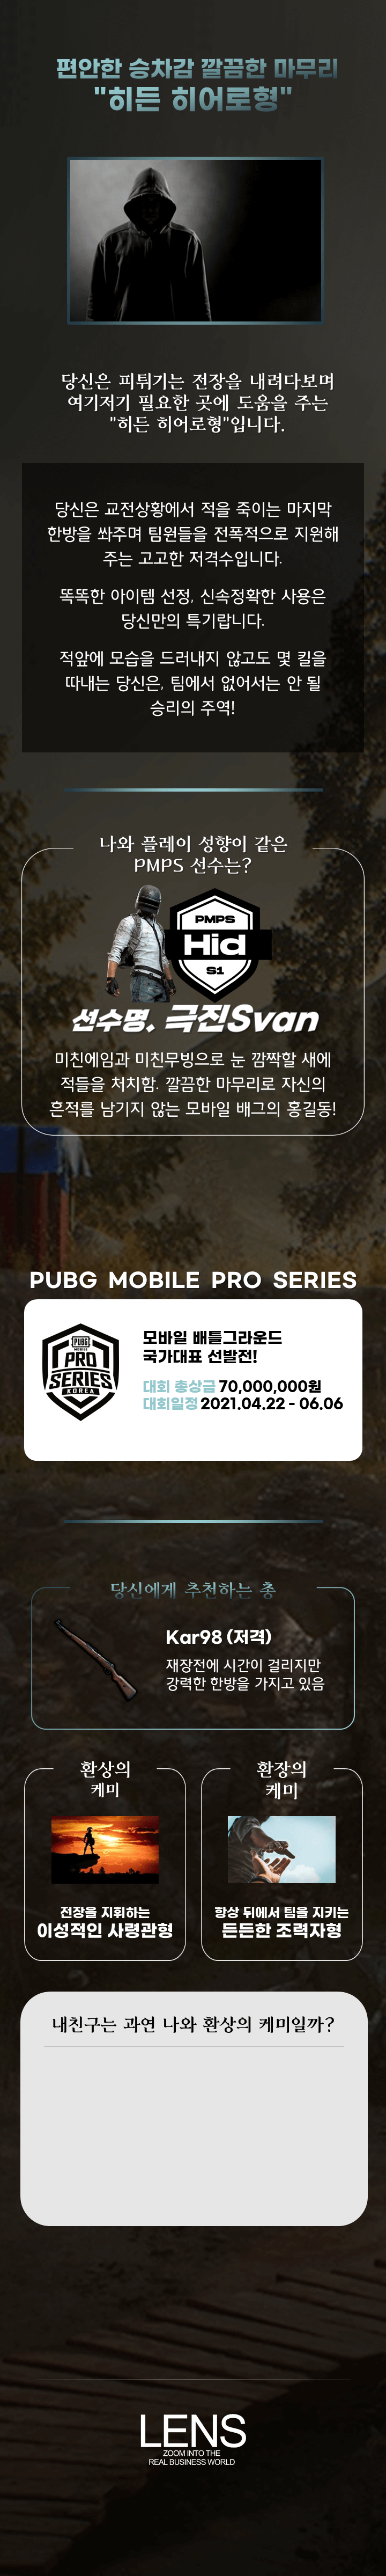 편안한 승차감 깔끔한 마무리
"히든 히어로형"
당신은 피튀기는 전장을 내려다보며
여기저기 필요한 곳에 도움을 주는
"히든 히어로형"입니다.
당신은 교전상황에서 적을 죽이는 마지막
한방을 쏴주며 팀원들을 전폭적으로 지원해
주는 고고한 저격수입니다.
똑똑한 아이템 선정, 신속정확한 사용은
당신만의 특기랍니다.
적앞에 모습을 드러내지 않고도 몇 킬을
따내는 당신은, 팀에서 없어서는 안 될
승리의 주역!
나와 플레이 성향이 같은
PMPS 선수는?
PMPS
Hid
S1
선수명. 극진Svan
미친에임과 미친무빙으로 눈 깜짝할 새에
적들을 처치함. 깔끔한 마무리로 자신의
흔적를 남기지 않는 모바일 배그의 홍길동!
PUBG MOBILE PRO SERIES
PUBG
MOBILE
PRO
SERIES
KOREA
모바일 배틀그라운드
국가대표 선발전!
대회 총상금 70,000,000원
대회일정 2021.04.22 - 06.06
당신에게 추천하는 총
Kar98 (저격)
재장전에 시간이 걸리지만
강력한 한방을 가지고 있음
환상의
케미
전장을 지휘하는
이성적인 사령관형
환장의
케미
항상 뒤에서 팀을 지키는
든든한 조력자형
내친구는 과연 나와 환상의 케미일까?
LENS
ZOOM INTO THE
REAL BUSINESS WORLD